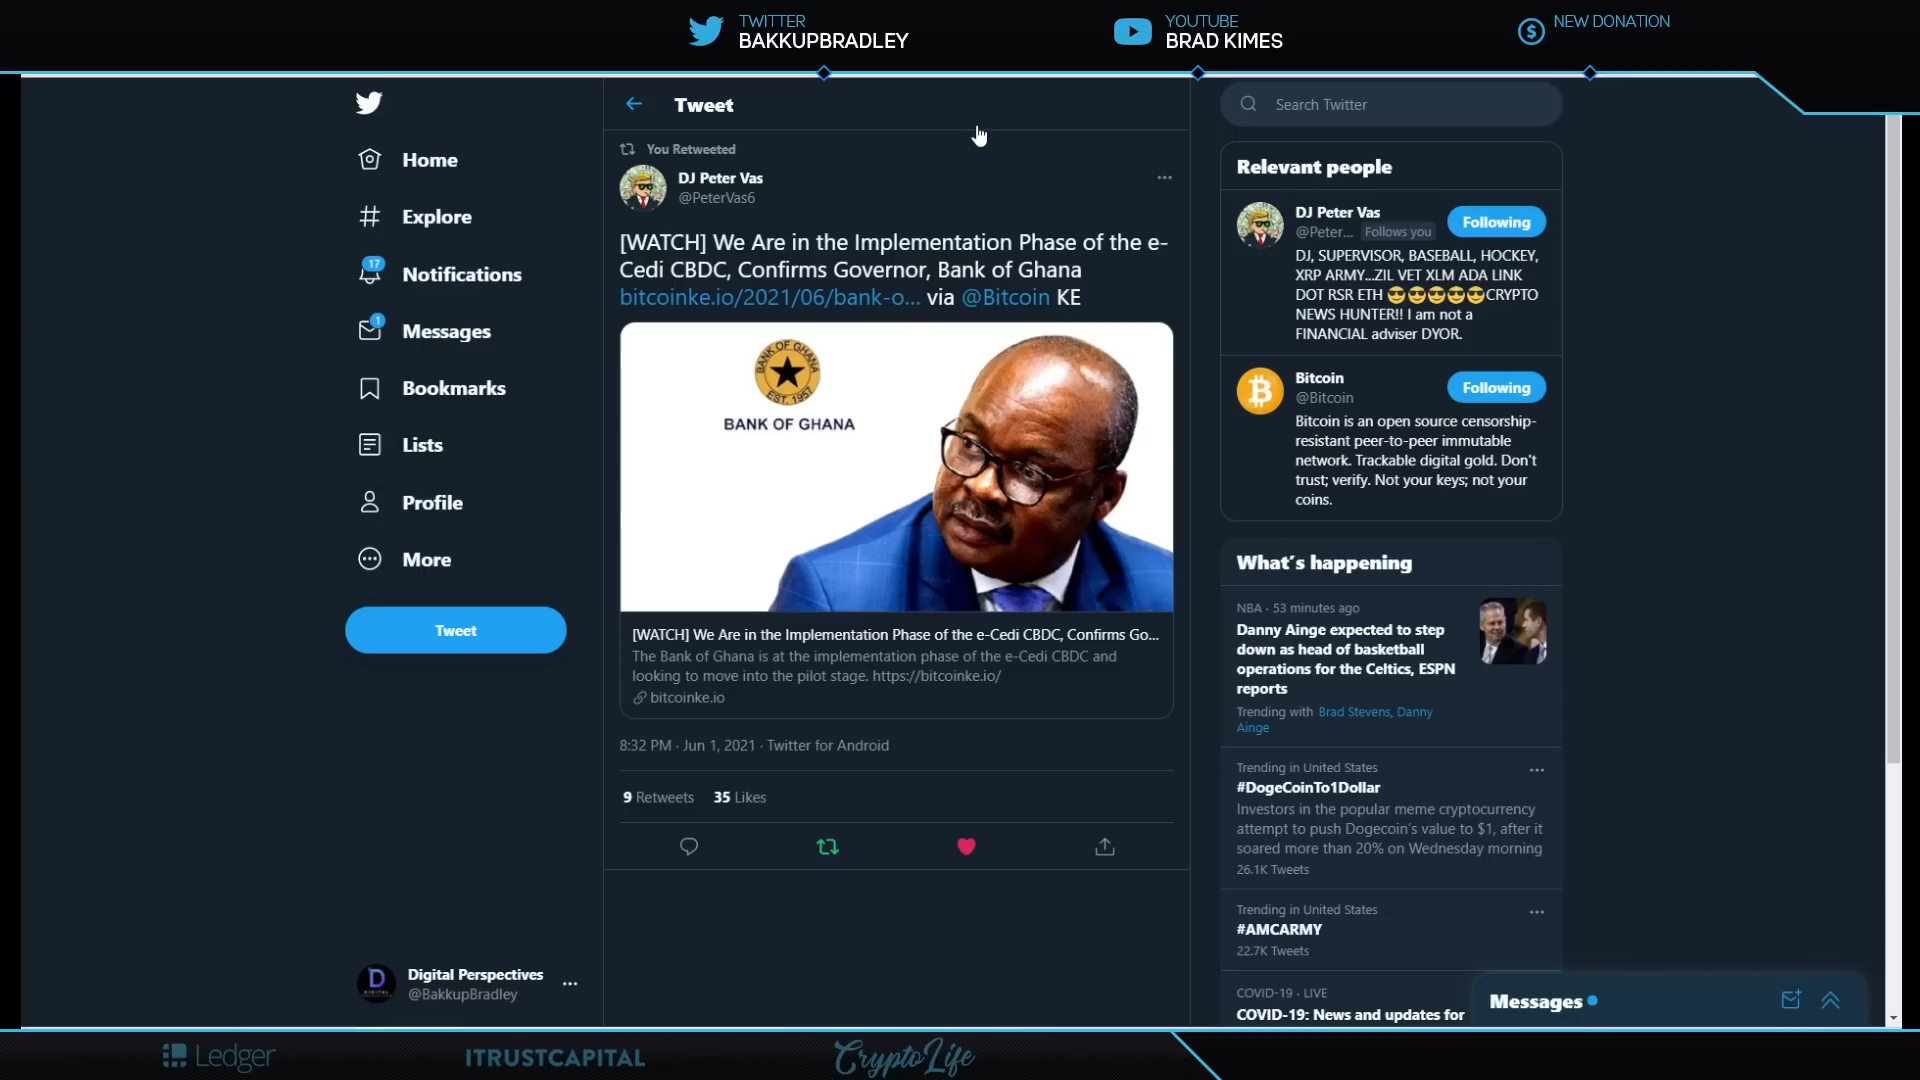 TWITTER
BAKKUPBRADLEY
YOUTUBE
BRAD KIMES
NEW DONATION
Home
Explore
17
Notifications
1
Messages
Bookmarks
Lists
Profile
More
Tweet
Digital Perspectives
@BakkupBradley
Tweet
You Retweeted
DJ Peter Vas
@PeterVas6
[WATCH] We Are in the Implementation Phase of the e-
Cedi CBDC, Confirms Governor, Bank of Ghana
bitcoinke.io/2021/06/bank-o... via @Bitcoin KE
BANK OF GHANA
EST. 1957
BANK OF GHANA
[WATCH] We Are in the Implementation Phase of the e-Cedi CBDC, Confirms Go...
The Bank of Ghana is at the implementation phase of the e-Cedi CBDC and
looking to move into the pilot stage. https://bitcoinke.io/
bitcoinke.io
8:32 PM · Jun 1, 2021 · Twitter for Android
9 Retweets 35 Likes
Search Twitter
Relevant people
DJ Peter Vas
@Peter... Follows you
Following
DJ, SUPERVISOR, BASEBALL, HOCKEY,
XRP ARMY...ZIL VET XLM ADA LINK
DOT RSR ETH 😎😎😎😎😎CRYPTO
NEWS HUNTER!! I am not a
FINANCIAL adviser DYOR.
Bitcoin
@Bitcoin
Following
Bitcoin is an open source censorship-
resistant peer-to-peer immutable
network. Trackable digital gold. Don't
trust; verify. Not your keys; not your
coins.
What's happening
NBA · 53 minutes ago
Danny Ainge expected to step
down as head of basketball
operations for the Celtics, ESPN
reports
Trending with Brad Stevens, Danny
Ainge
Trending in United States
#DogeCoinTo1Dollar
Investors in the popular meme cryptocurrency
attempt to push Dogecoin's value to $1, after it
soared more than 20% on Wednesday morning
26.1K Tweets
Trending in United States
#AMCARMY
22.7K Tweets
COVID-19 · LIVE
COVID-19: News and updates for
Messages
Ledger
ITRUSTCAPITAL
CryptoLife